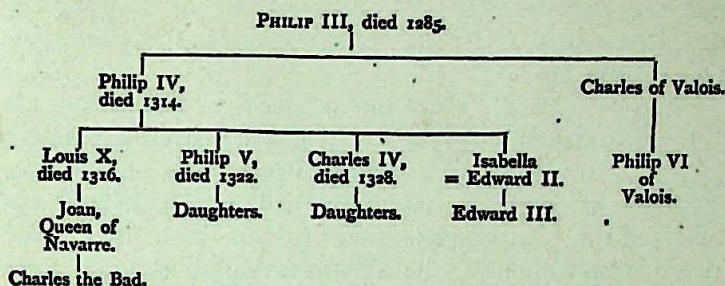 PHILIP III, died 1285.
Philip IV,
died 1314.
Charles of Valois.
Louis X,
died 1316.
Philip V,
died 1322.
Charles IV,
died 1328.
Isabella
= Edward II.
Philip VI
of
Valois.
Joan,
Queen of
Navarre.
Daughters.
Daughters.
Edward III.
Charles the Bad.